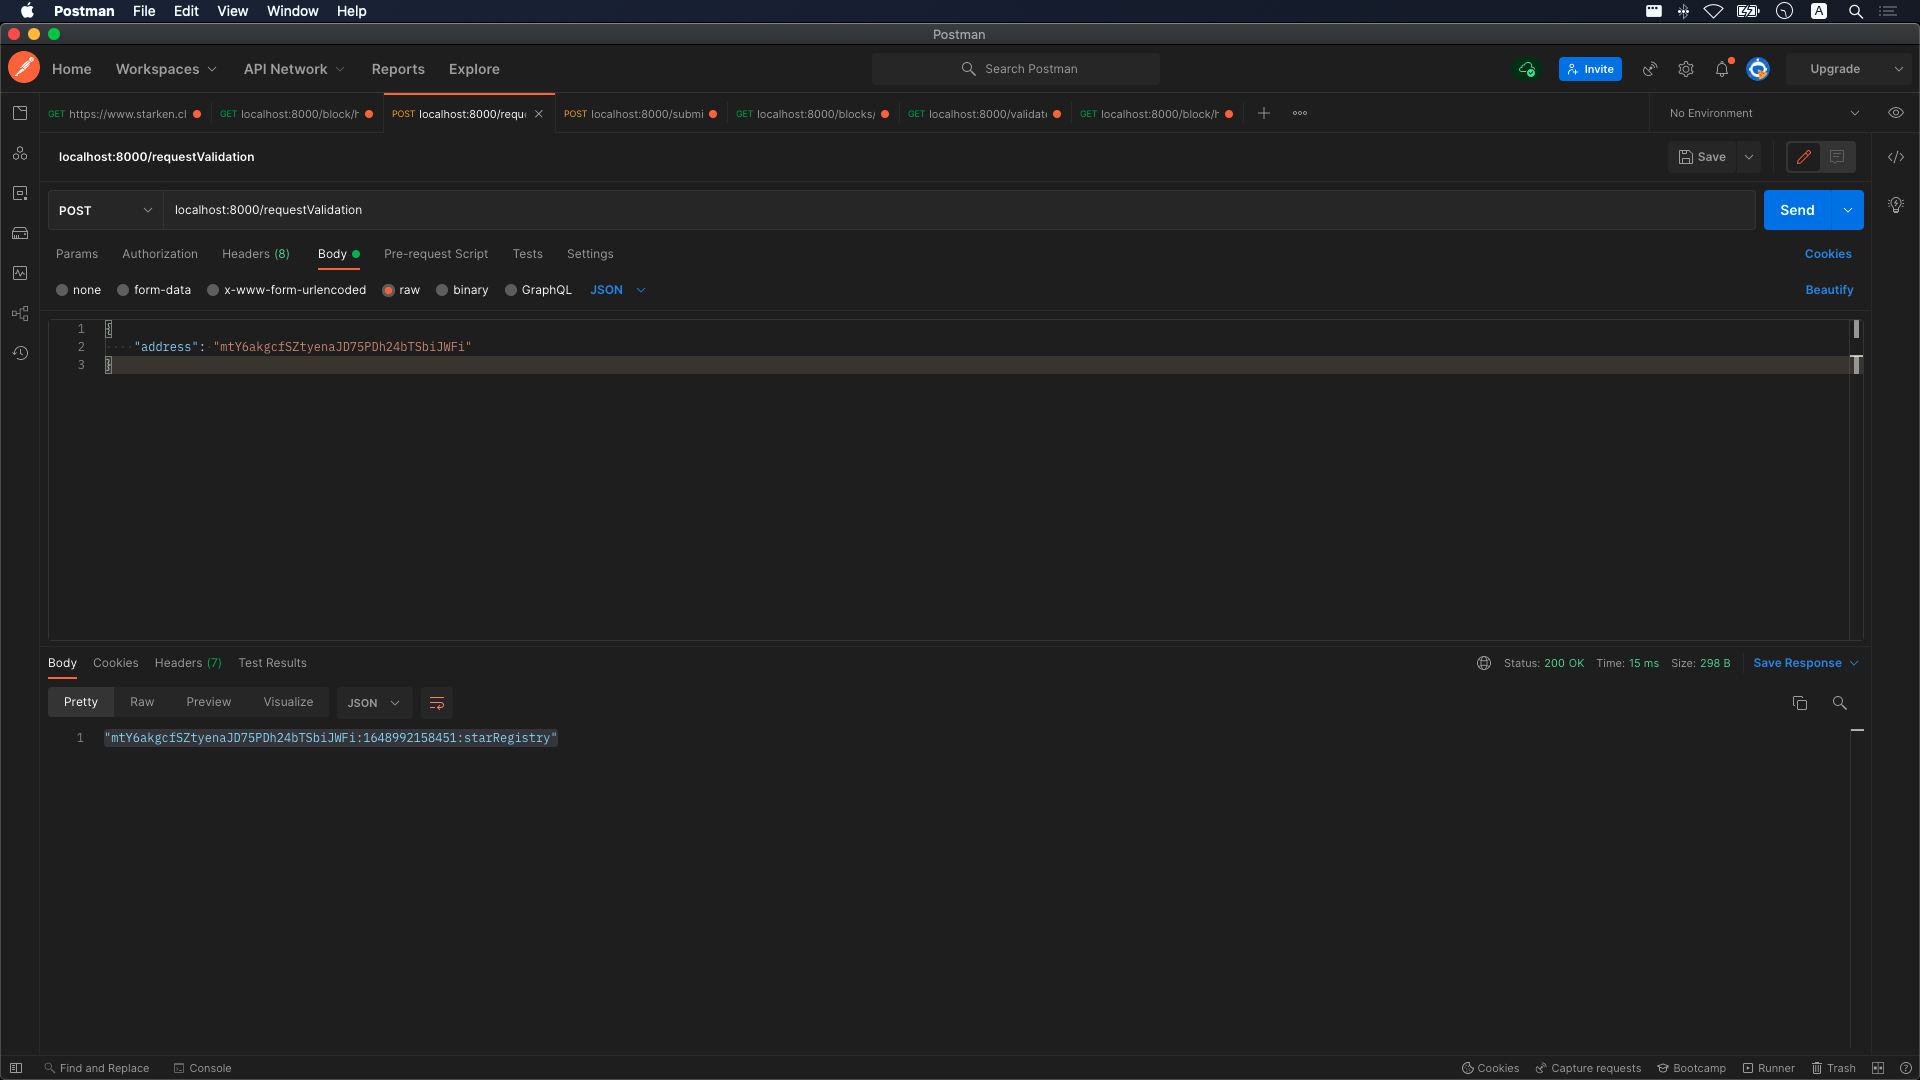 Postman File Edit View Window Help
A
Postman
Home Workspaces API Network Reports Explore
Search Postman
Invite
Upgrade
GET https://www.starken.cl
GET localhost:8000/block/h
POST localhost:8000/reque
POST localhost:8000/submi
GET localhost:8000/blocks/
GET localhost:8000/validate
GET localhost:8000/block/h
No Environment
localhost:8000/requestValidation
Save
POST
localhost:8000/requestValidation
Send
Params Authorization Headers (8) Body Pre-request Script Tests Settings
Cookies
none form-data x-www-form-urlencoded raw binary GraphQL JSON
Beautify
1 {
2 "address": "mtY6akgcfSZtyenaJD75PDh24bTSbiJWFi"
3 }
Body Cookies Headers (7) Test Results
Status: 200 OK Time: 15 ms Size: 298 B
Save Response
Pretty Raw Preview Visualize JSON
1 "mtY6akgcfSZtyenaJD75PDh24bTSbiJWFi:1648992158451:starRegistry"
Find and Replace Console
Cookies Capture requests Bootcamp Runner Trash